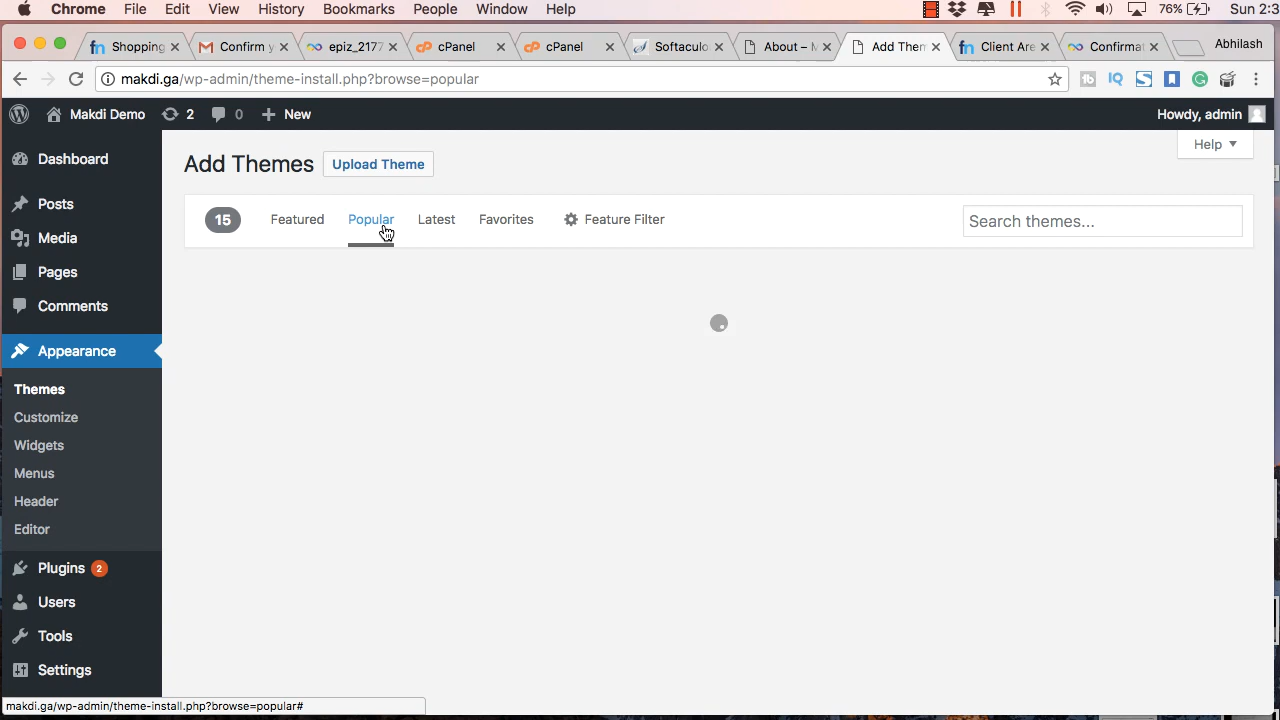 Chrome File Edit View History Bookmarks People Window Help 76% Sun 2:3
Shopping Confirm y epiz_2177 cPanel cPanel Softaculo About – M Add Them Client Are Confirmat Abhilash
makdi.ga/wp-admin/theme-install.php?browse=popular
Makdi Demo 2 0 New Howdy, admin
Help
Add Themes Upload Theme
15 Featured Popular Latest Favorites Feature Filter Search themes...
Dashboard
Posts
Media
Pages
Comments
Appearance
Themes
Customize
Widgets
Menus
Header
Editor
Plugins 2
Users
Tools
Settings
makdi.ga/wp-admin/theme-install.php?browse=popular#